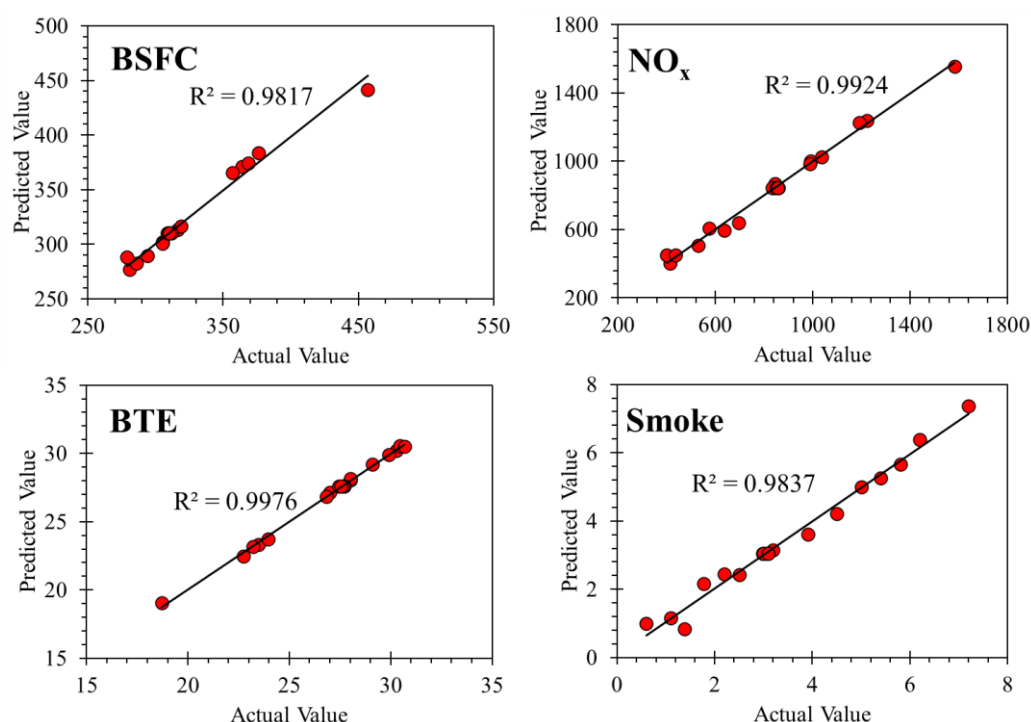 BSFC
R² = 0.9817
Predicted Value
500
450
400
350
300
250
250
350
450
550
Actual Value
NOₓ
R² = 0.9924
Predicted Value
1800
1400
1000
600
200
200
600
1000
1400
1800
Actual Value
BTE
R² = 0.9976
Predicted Value
35
30
25
20
15
15
20
25
30
35
Actual Value
Smoke
R² = 0.9837
Predicted Value
8
6
4
2
0
0
2
4
6
8
Actual Value